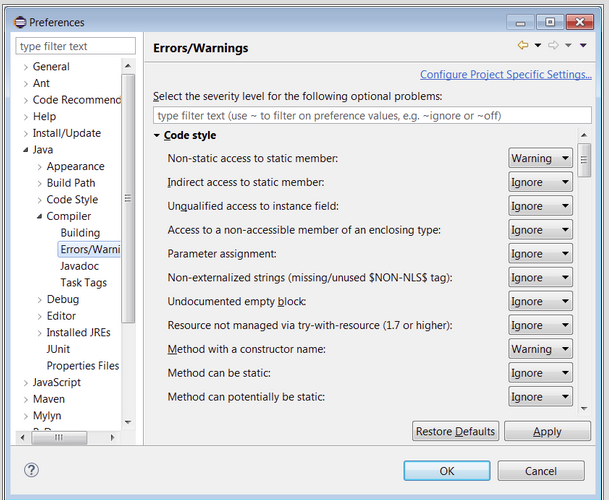 Preferences
type filter text
General
Ant
Code Recommend
Help
Install/Update
Java
Appearance
Build Path
Code Style
Compiler
Building
Errors/Warni
Javadoc
Task Tags
Debug
Editor
Installed JREs
JUnit
Properties Files
JavaScript
Maven
Mylyn
Errors/Warnings
Configure Project Specific Settings...
Select the severity level for the following optional problems:
type filter text (use ~ to filter on preference values, e.g. ~ignore or ~off)
Code style
Non-static access to static member: Warning
Indirect access to static member: Ignore
Unqualified access to instance field: Ignore
Access to a non-accessible member of an enclosing type: Ignore
Parameter assignment: Ignore
Non-externalized strings (missing/unused $NON-NLS$ tag): Ignore
Undocumented empty block: Ignore
Resource not managed via try-with-resource (1.7 or higher): Ignore
Method with a constructor name: Warning
Method can be static: Ignore
Method can potentially be static: Ignore
Restore Defaults Apply
? OK Cancel